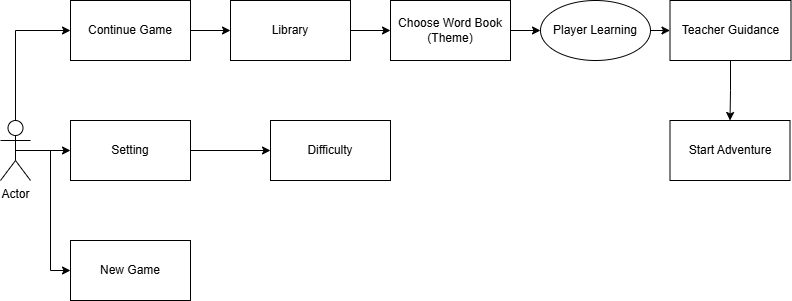 Continue Game
Library
Choose Word Book
(Theme)
Player Learning
Teacher Guidance
Setting
Difficulty
Start Adventure
Actor
New Game